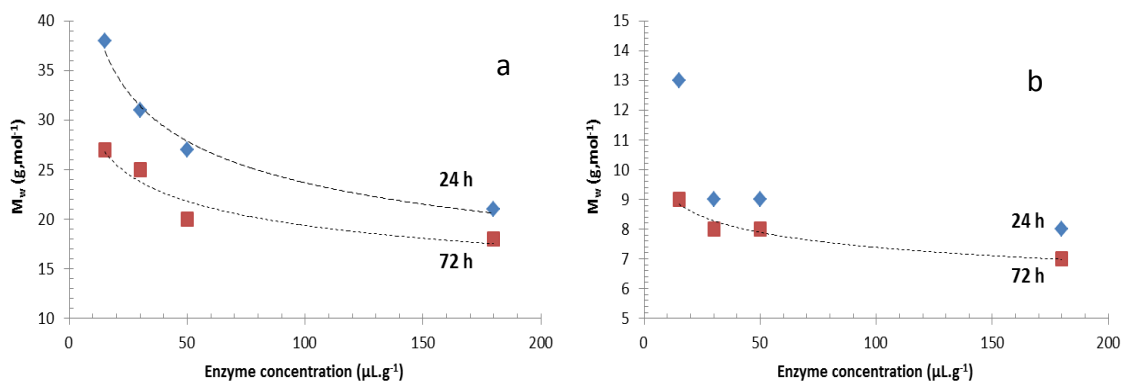 40
35
30
25
20
15
10
M_w (g,mol⁻¹)
a
24 h
72 h
0
50
100
150
200
Enzyme concentration (µL.g⁻¹)
15
14
13
12
11
10
9
8
7
6
5
M_w (g,mol⁻¹)
b
24 h
72 h
0
50
100
150
200
Enzyme concentration (µL.g⁻¹)